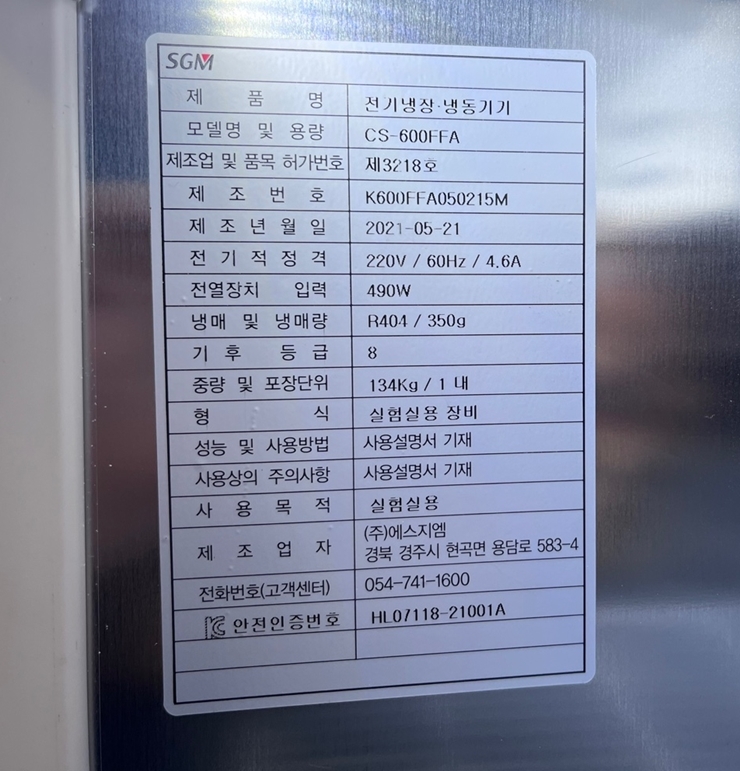 SGM
제 품 명 전기냉장·냉동기기
모델명 및 용량 CS-600FFA
제조업 및 품목 허가번호 제3218호
제 조 번 호 K600FFA050215M
제 조 년 월 일 2021-05-21
전 기 적 정 격 220V / 60Hz / 4.6A
전열장치 입력 490W
냉매 및 냉매량 R404 / 350g
기 후 등 급 8
중량 및 포장단위 134Kg / 1 내
형 식 실험실용 장비
성능 및 사용방법 사용설명서 기재
사용상의 주의사항 사용설명서 기재
사 용 목 적 실험실용
제 조 업 자 (주)에스지엠
경북 경주시 현곡면 용담로 583-4
전화번호(고객센터) 054-741-1600
안전인증번호 HL07118-21001A